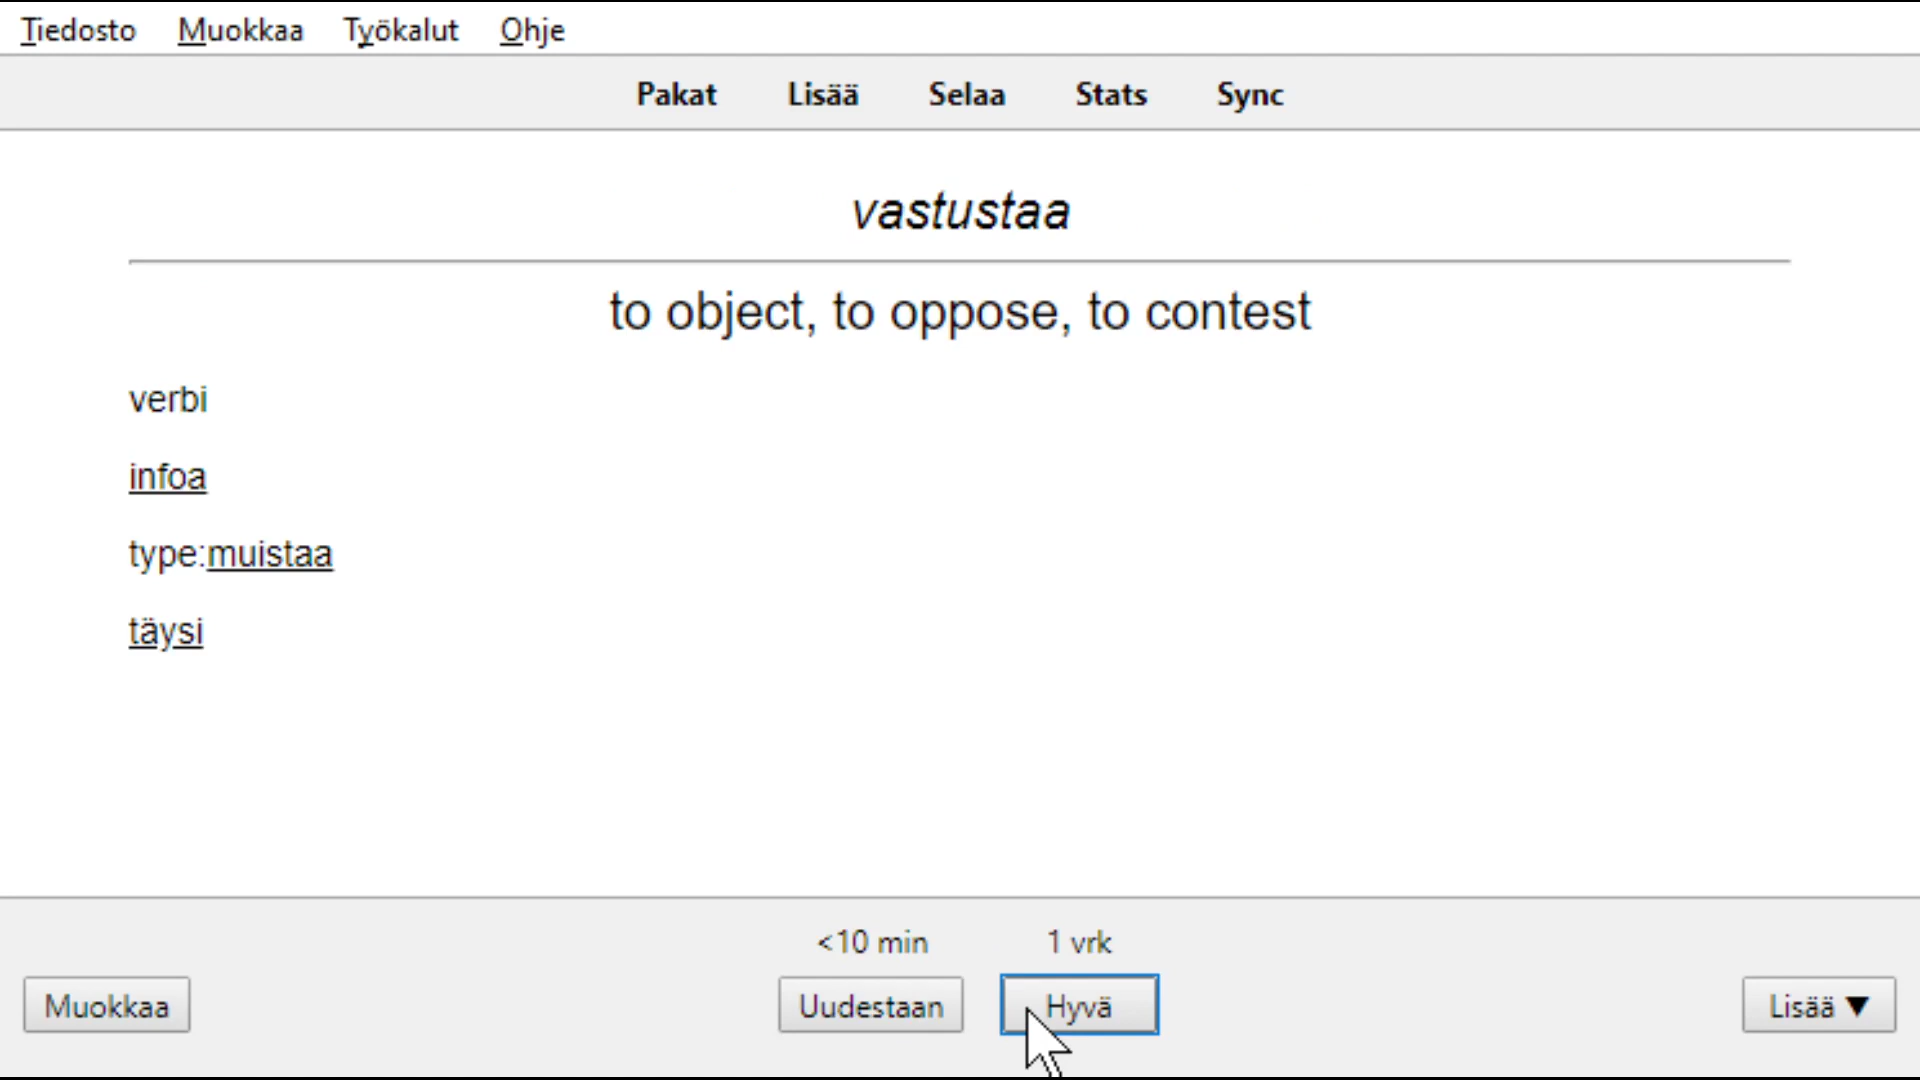 Tiedosto Muokkaa Työkalut Ohje
Pakat Lisää Selaa Stats Sync
vastustaa
to object, to oppose, to contest
verbi
infoa
type:muistaa
täysi
<10 min 1 vrk
Muokkaa Uudestaan Hyvä Lisää ▼